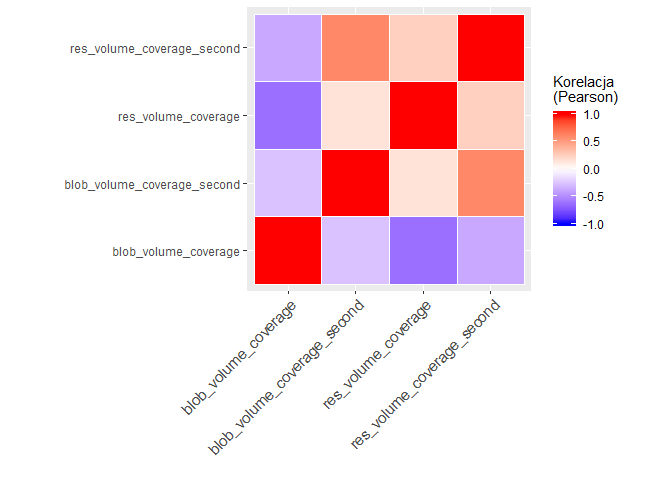 res_volume_coverage_second
res_volume_coverage
blob_volume_coverage_second
blob_volume_coverage
blob_volume_coverage
blob_volume_coverage_second
res_volume_coverage
res_volume_coverage_second
Korelacja
(Pearson)
1.0
0.5
0.0
-0.5
-1.0